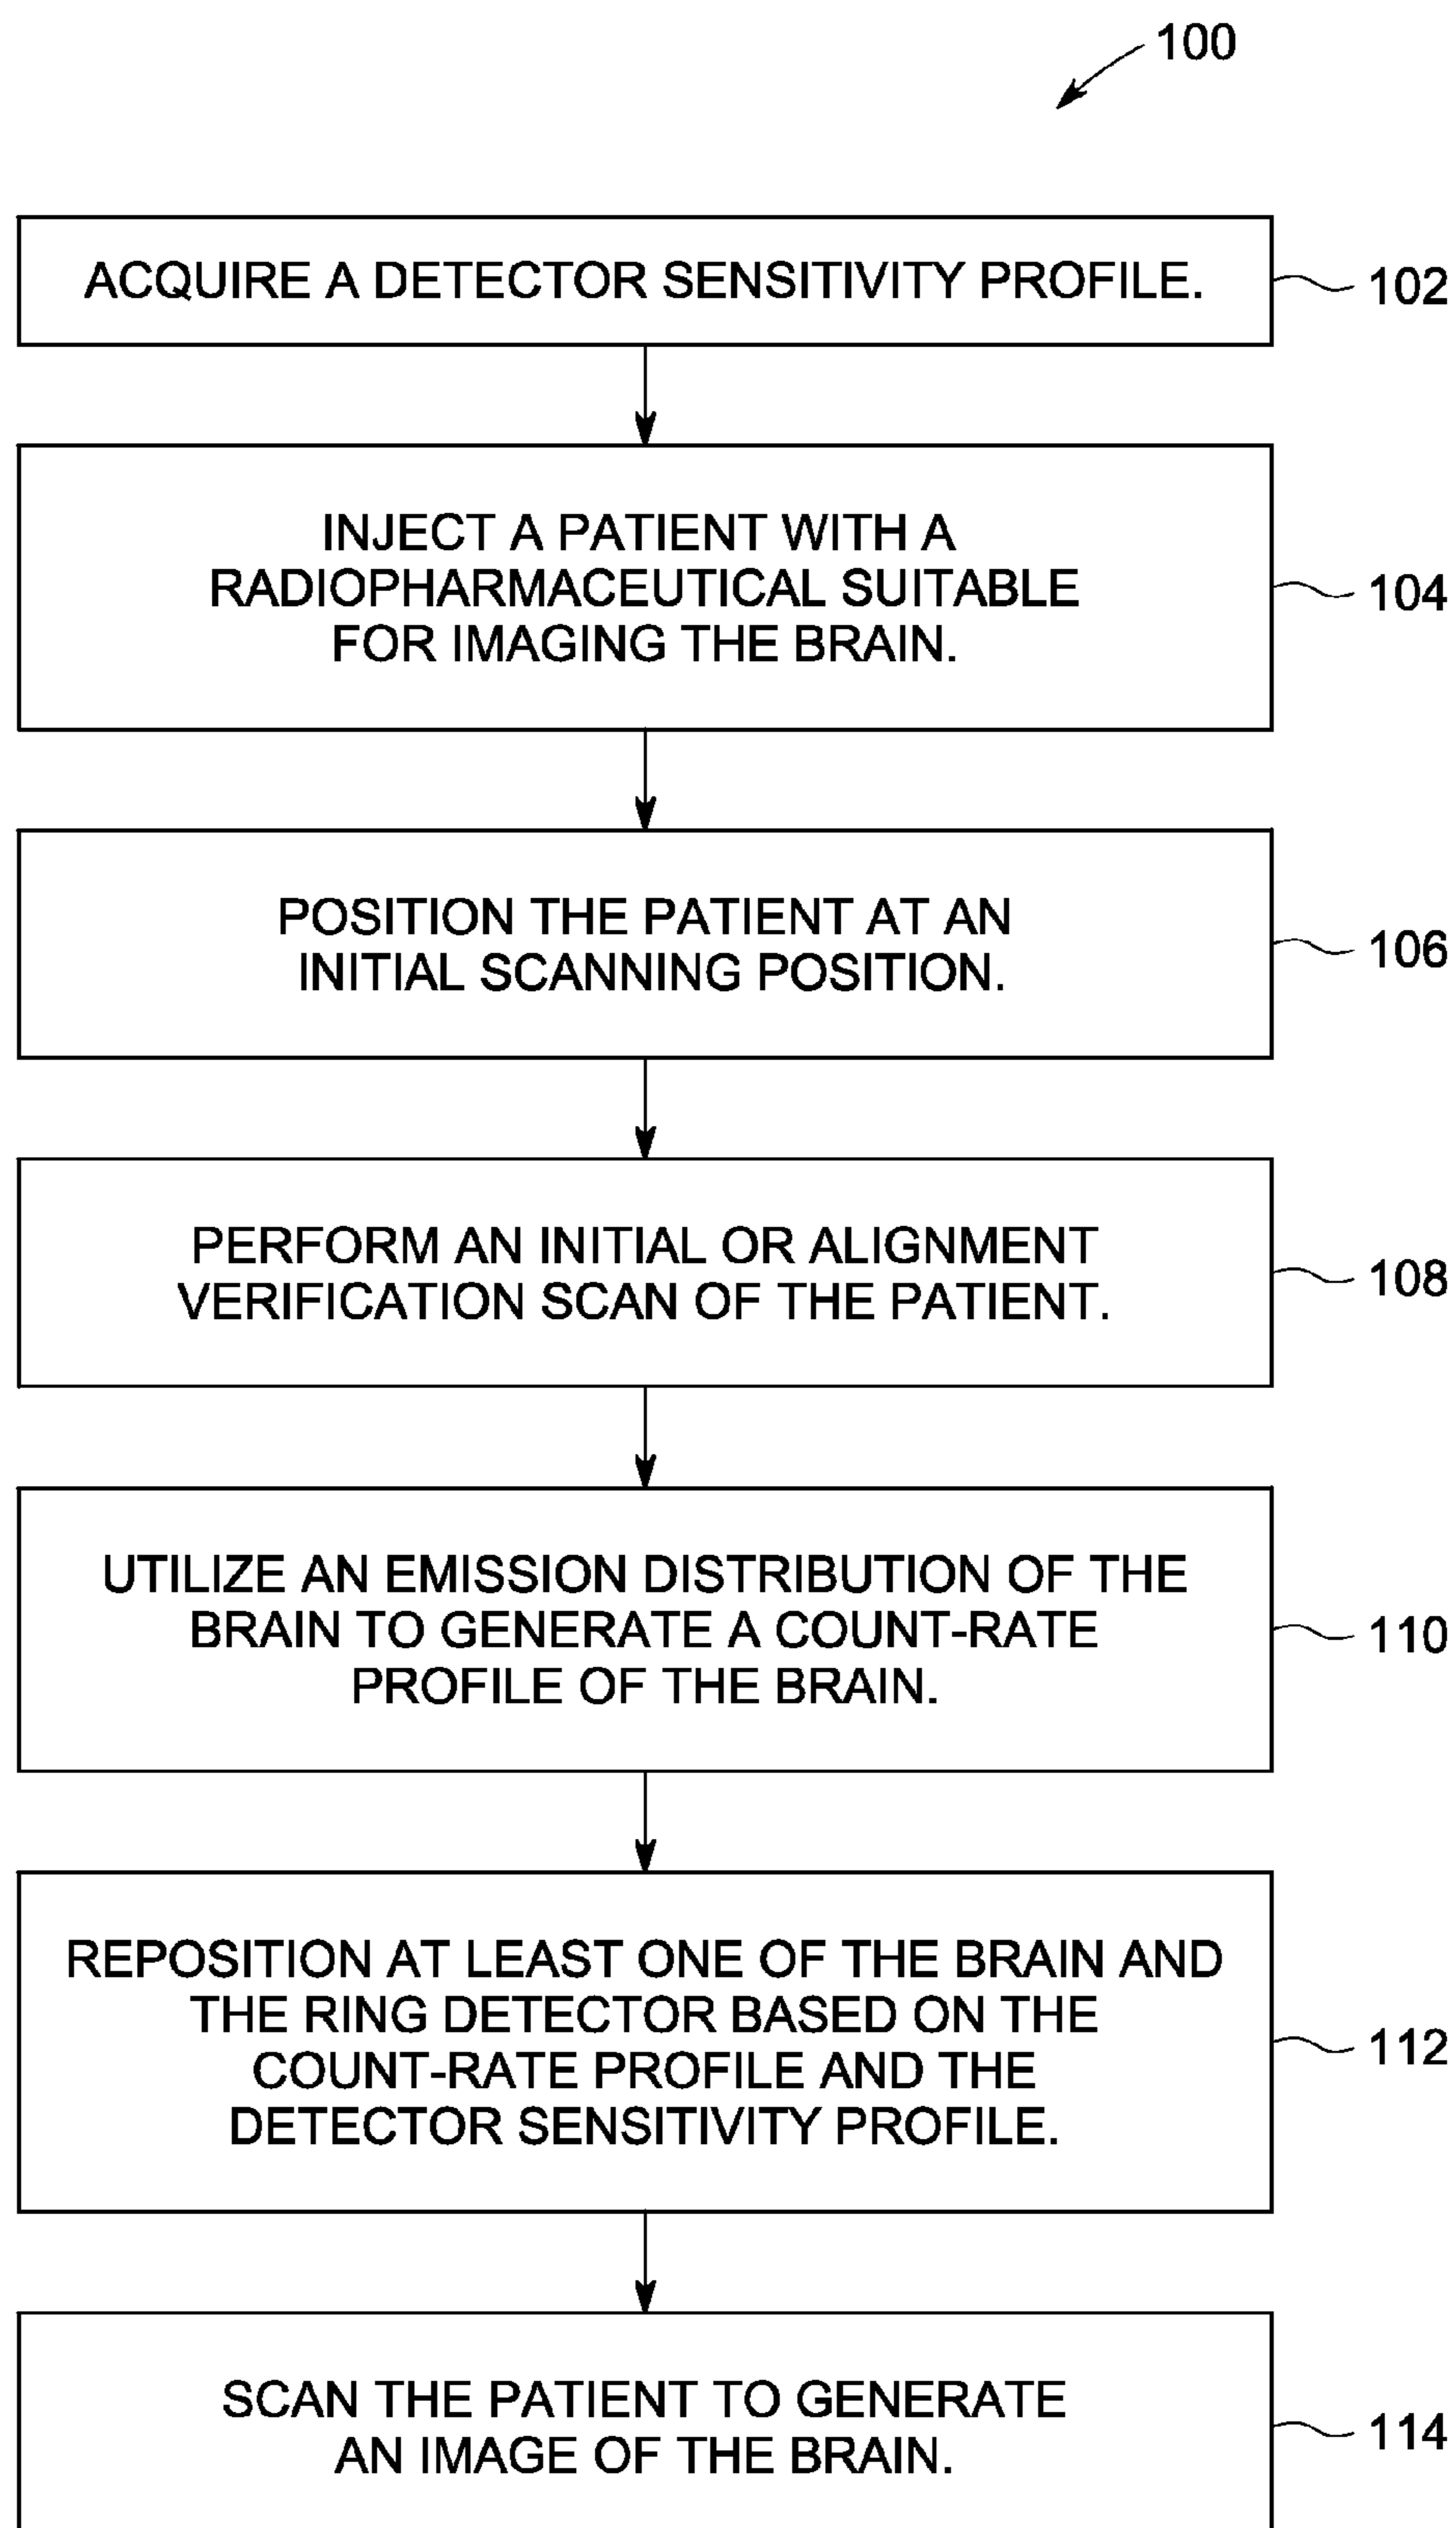 100
ACQUIRE A DETECTOR SENSITIVITY PROFILE.
102
INJECT A PATIENT WITH A
RADIOPHARMACEUTICAL SUITABLE
FOR IMAGING THE BRAIN.
104
POSITION THE PATIENT AT AN
INITIAL SCANNING POSITION.
106
PERFORM AN INITIAL OR ALIGNMENT
VERIFICATION SCAN OF THE PATIENT.
108
UTILIZE AN EMISSION DISTRIBUTION OF THE
BRAIN TO GENERATE A COUNT-RATE
PROFILE OF THE BRAIN.
110
REPOSITION AT LEAST ONE OF THE BRAIN AND
THE RING DETECTOR BASED ON THE
COUNT-RATE PROFILE AND THE
DETECTOR SENSITIVITY PROFILE.
112
SCAN THE PATIENT TO GENERATE
AN IMAGE OF THE BRAIN.
114